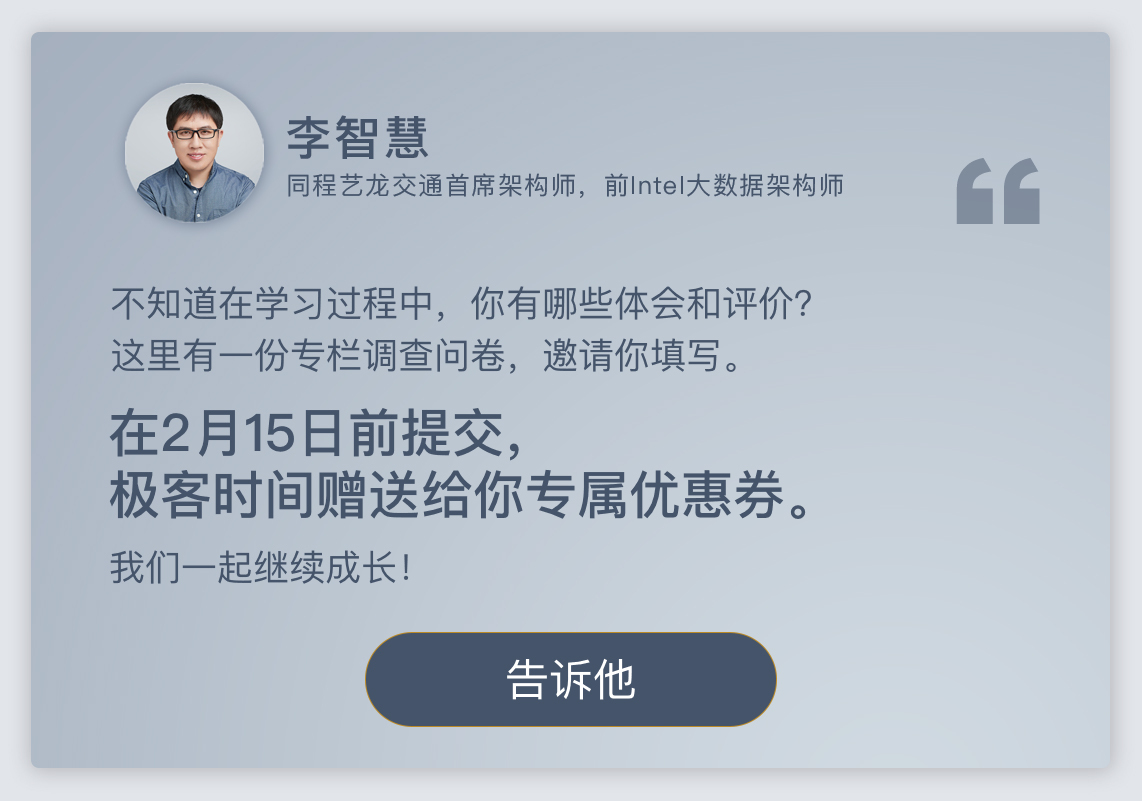 李智慧
同程艺龙交通首席架构师，前Intel大数据架构师
不知道在学习过程中，你有哪些体会和评价？
这里有一份专栏调查问卷，邀请你填写。
在2月15日前提交，
极客时间赠送给你专属优惠券。
我们一起继续成长！
告诉他